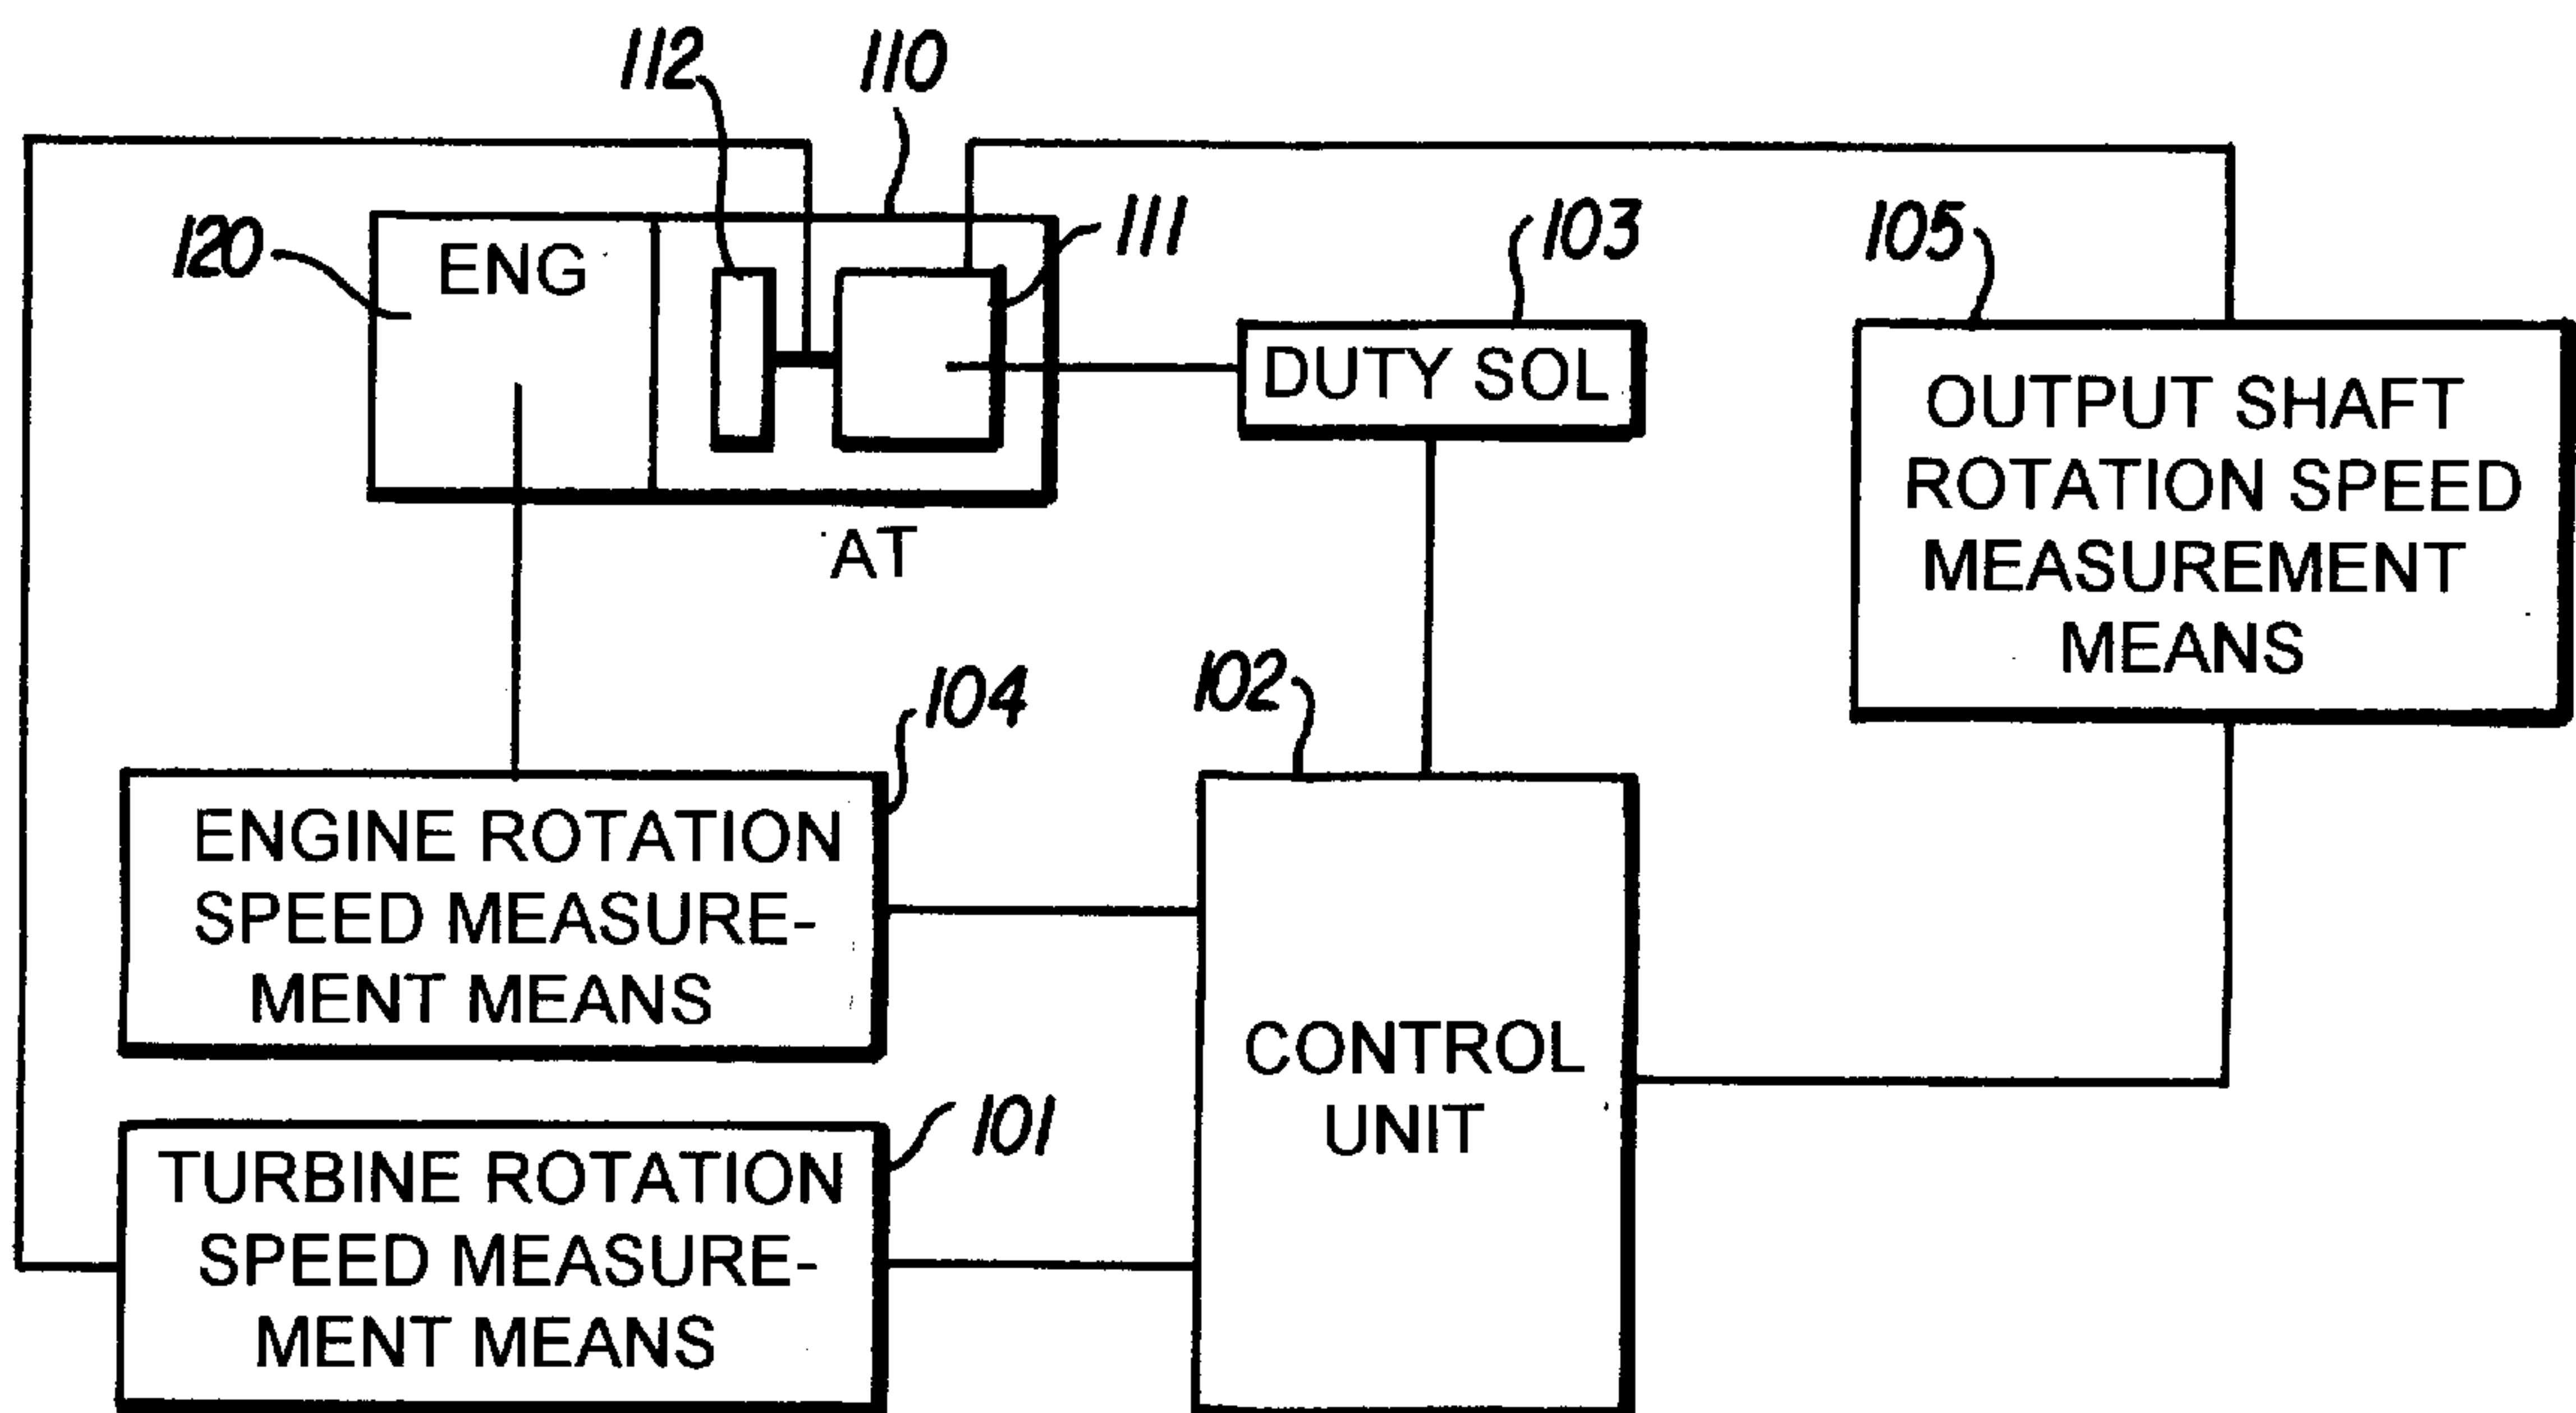 112
110
120
ENG
111
103
105
DUTY SOL
OUTPUT SHAFT
ROTATION SPEED
MEASUREMENT
MEANS
AT
104
102
ENGINE ROTATION
SPEED MEASURE-
MENT MEANS
CONTROL
UNIT
101
TURBINE ROTATION
SPEED MEASURE-
MENT MEANS